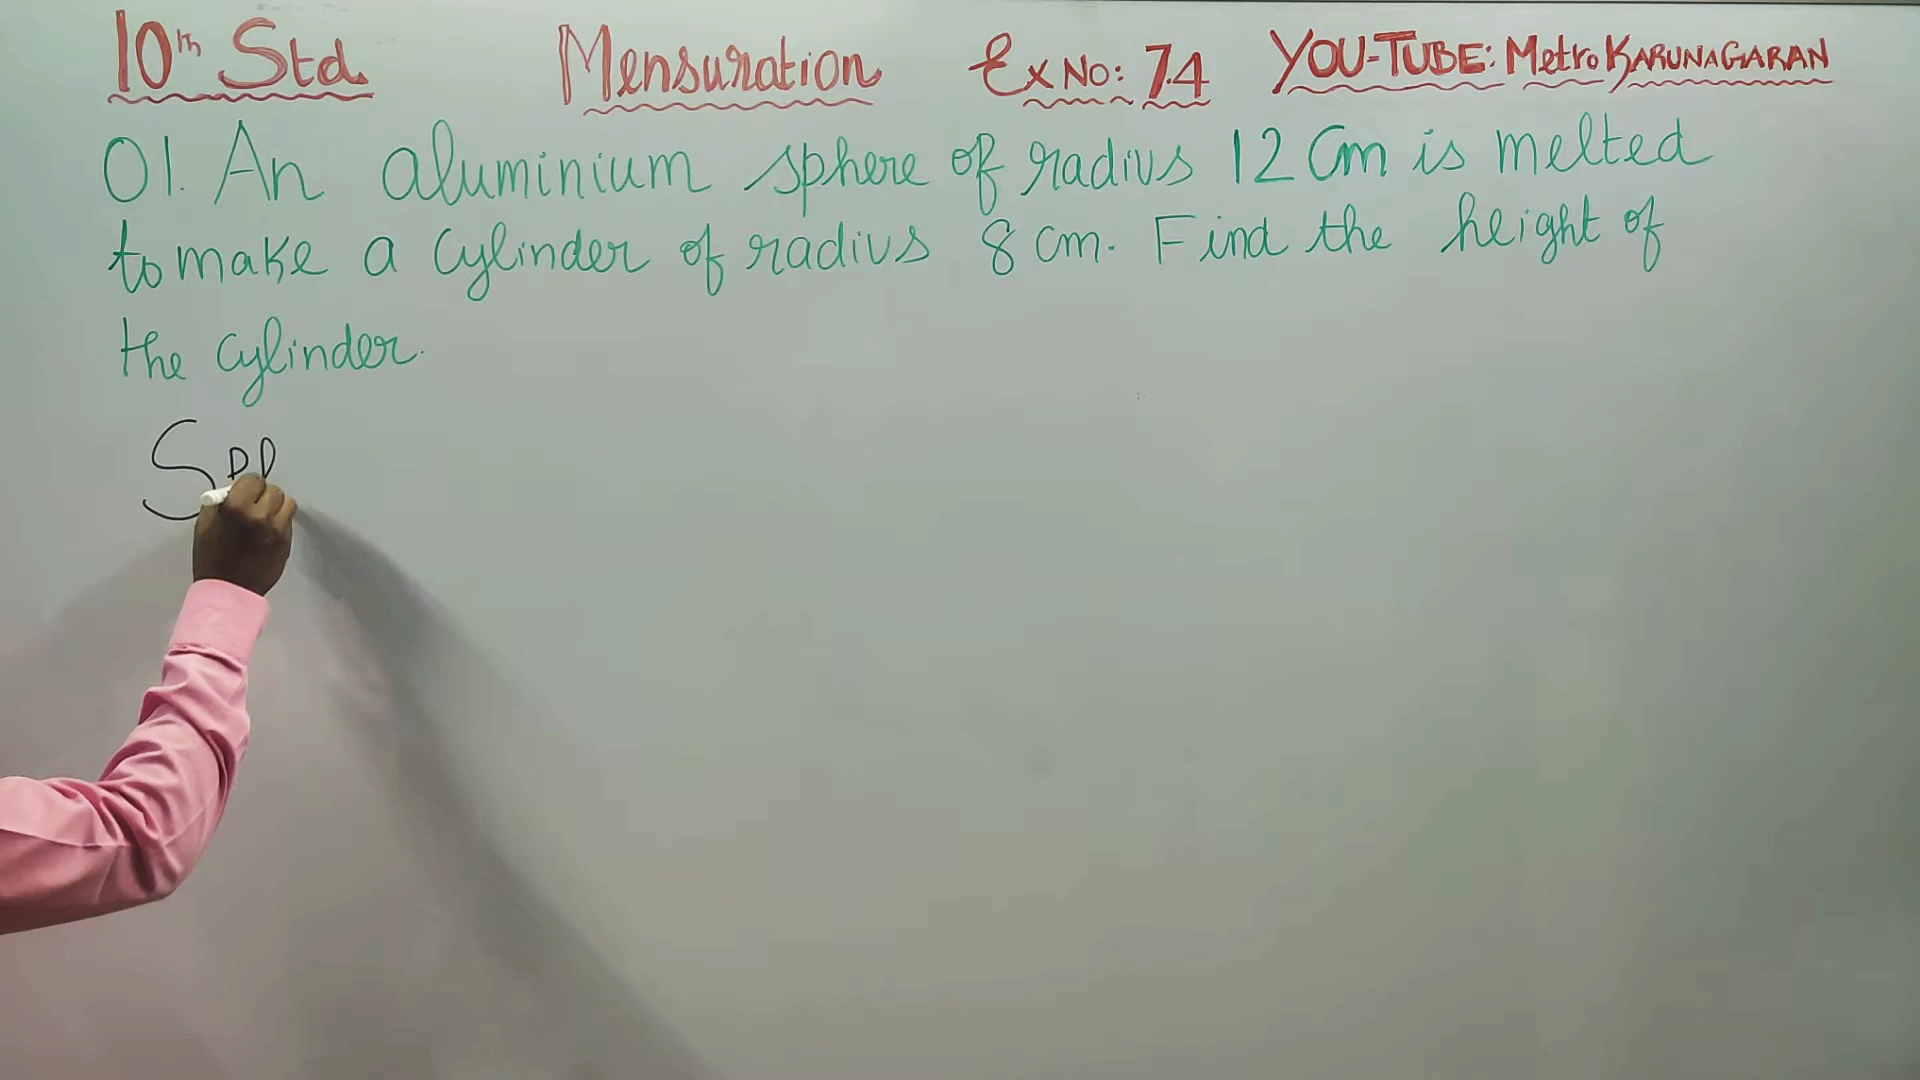 10th Std Mensuration Ex No: 7.4 YOU-TUBE: Metro KARUNAGARAN
01. An aluminium sphere of radius 12 Cm is melted
to make a cylinder of radius 8 cm. Find the height of
the cylinder.